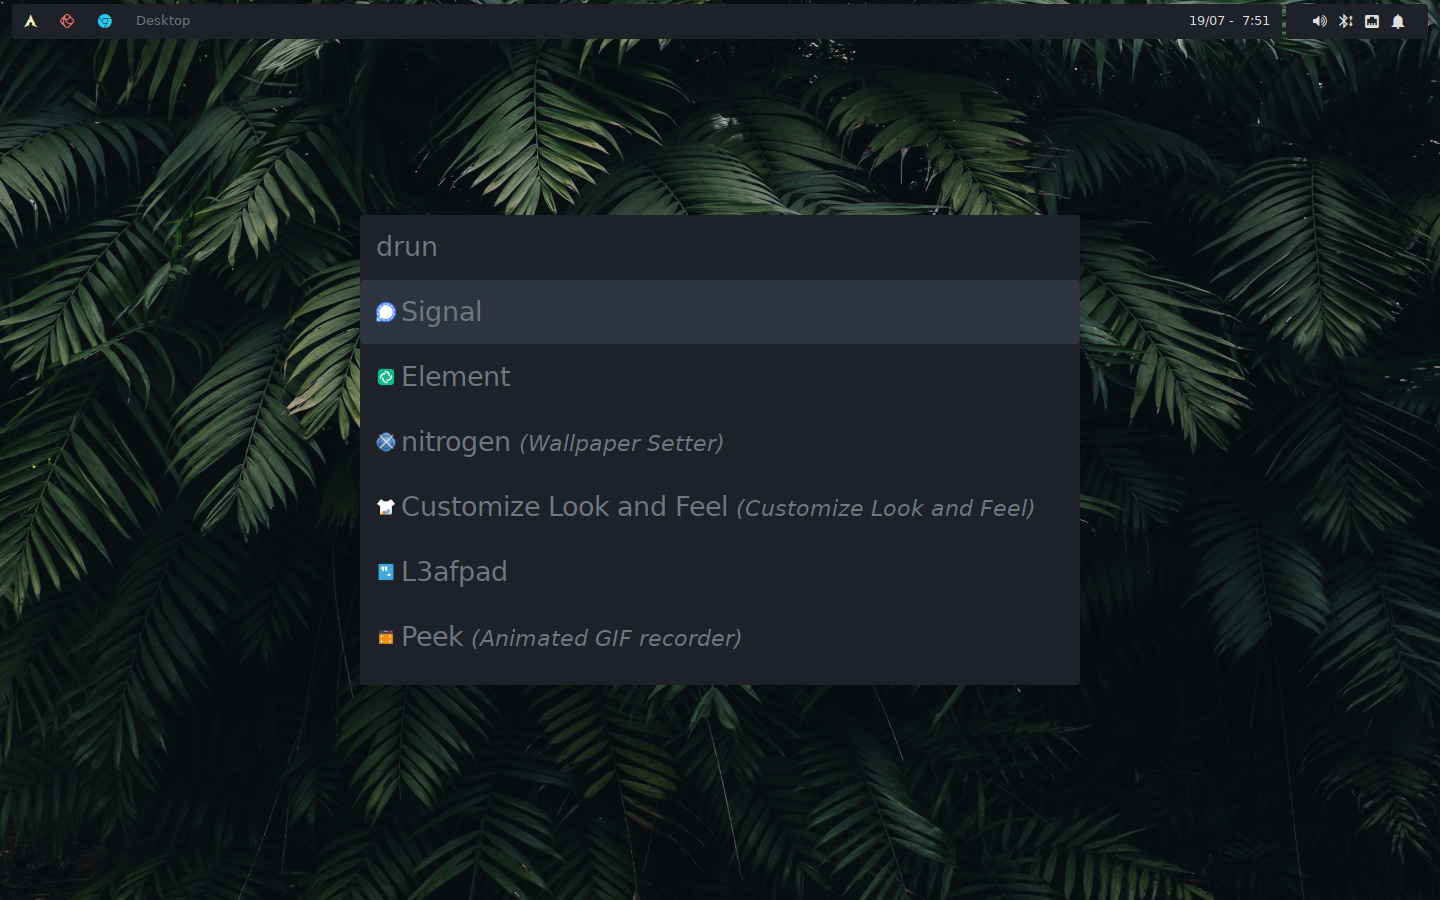 Desktop
19/07 - 7:51
drun
Signal
Element
nitrogen (Wallpaper Setter)
Customize Look and Feel (Customize Look and Feel)
L3afpad
Peek (Animated GIF recorder)